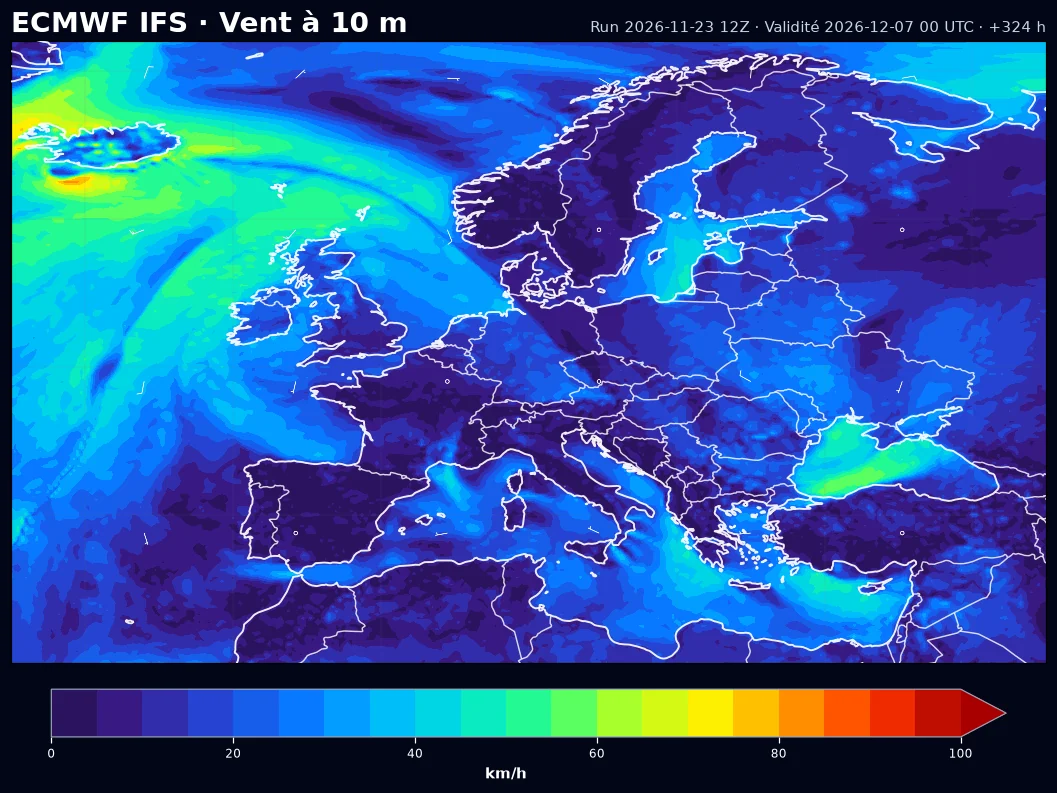 ECMWF IFS · Vent à 10 m
Run 2026-11-23 12Z · Validité 2026-12-07 00 UTC · +324 h
0 20 40 60 80 100
km/h